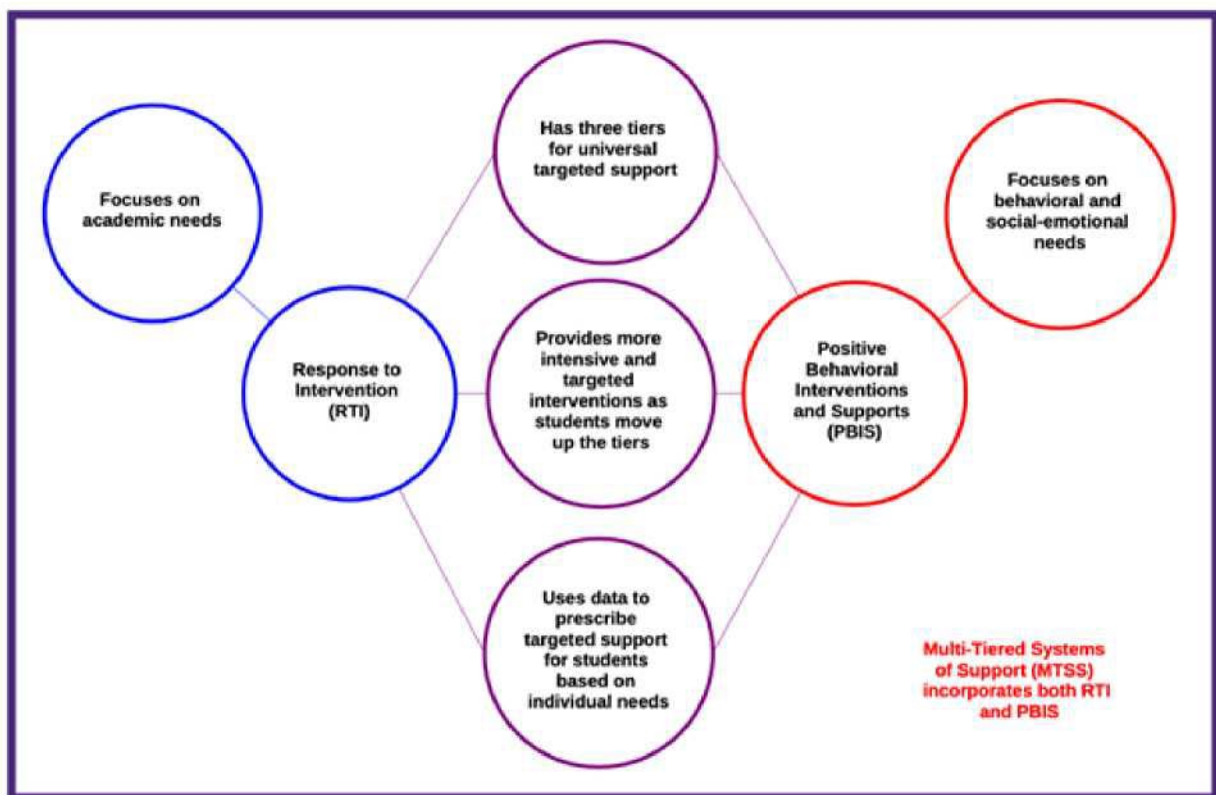 Focuses on
academic needs
Response to
Intervention
(RTI)
Has three tiers
for universal
targeted support
Provides more
intensive and
targeted
interventions as
students move
up the tiers
Uses data to
prescribe
targeted support
for students
based on
individual needs
Positive
Behavioral
Interventions
and Supports
(PBIS)
Focuses on
behavioral and
social-emotional
needs
Multi-Tiered Systems
of Support (MTSS)
incorporates both RTI
and PBIS